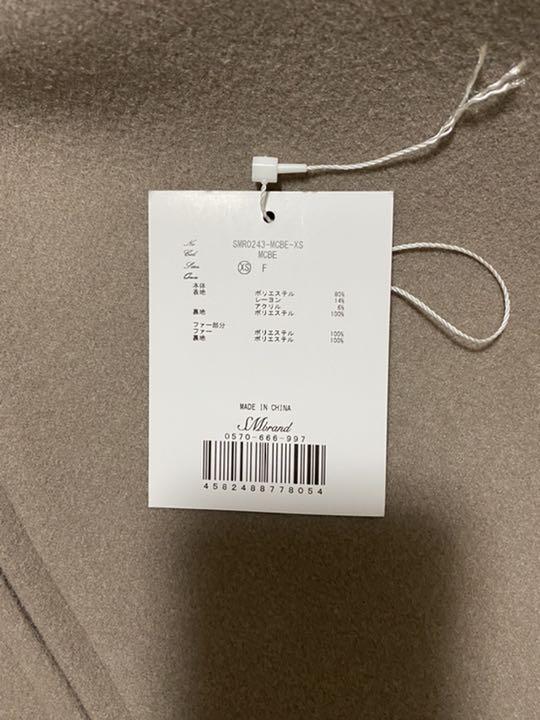 No SMR0243-MCBE-XS
Col MCBE
Size XS F
本体
表地 ポリエステル 80%
レーヨン 14%
アクリル 6%
裏地 ポリエステル 100%
ファー部分
ファー ポリエステル 100%
裏地 ポリエステル 100%
MADE IN CHINA
SMbrand
0570-666-997
4582488778054